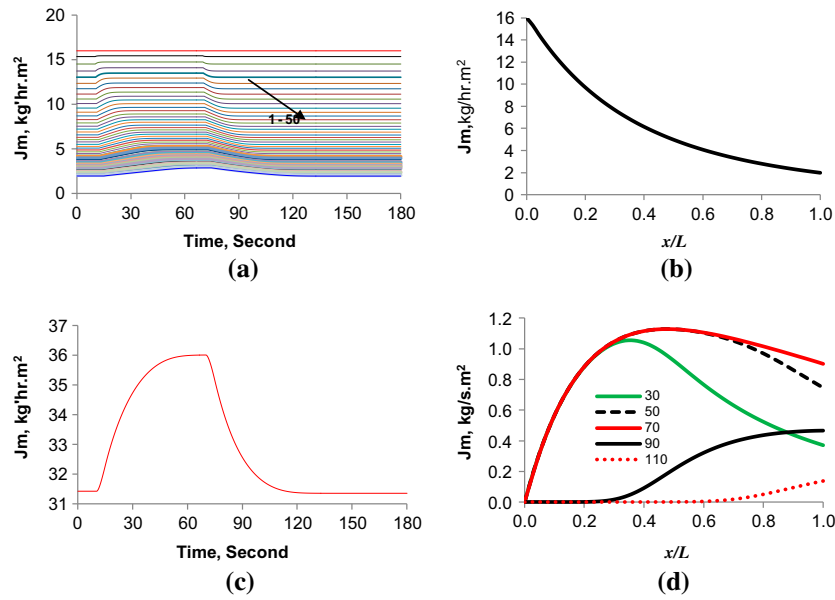 20
15
10
5
0
Jm, kg'hr.m²
1 - 50
0 30 60 90 120 150 180
Time, Second
(a)
16
14
12
10
8
6
4
2
0
Jm,kg/hr.m²
0.0 0.2 0.4 0.6 0.8 1.0
x/L
(b)
37
36
35
34
33
32
31
Jm, kg'hr.m²
0 30 60 90 120 150 180
Time, Second
(c)
1.2
1.0
0.8
0.6
0.4
0.2
0.0
Jm, kg/s.m²
30
50
70
90
110
0.0 0.2 0.4 0.6 0.8 1.0
x/L
(d)